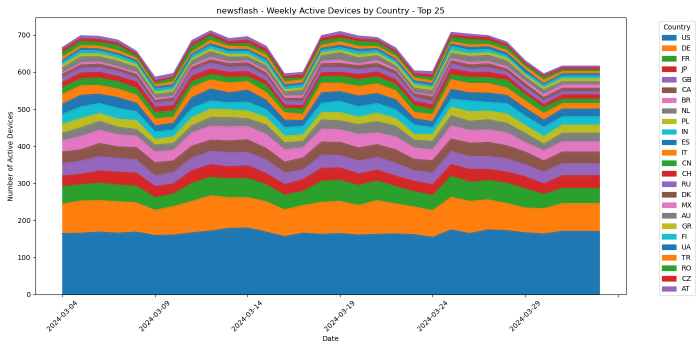 newsflash - Weekly Active Devices by Country - Top 25
Number of Active Devices
700
600
500
400
300
200
100
0
2024-03-04
2024-03-09
2024-03-14
2024-03-19
2024-03-24
2024-03-29
Date
Country
US
DE
FR
JP
GB
CA
BR
NL
PL
IN
ES
IT
CN
CH
RU
DK
MX
AU
GR
FI
UA
TR
RO
CZ
AT